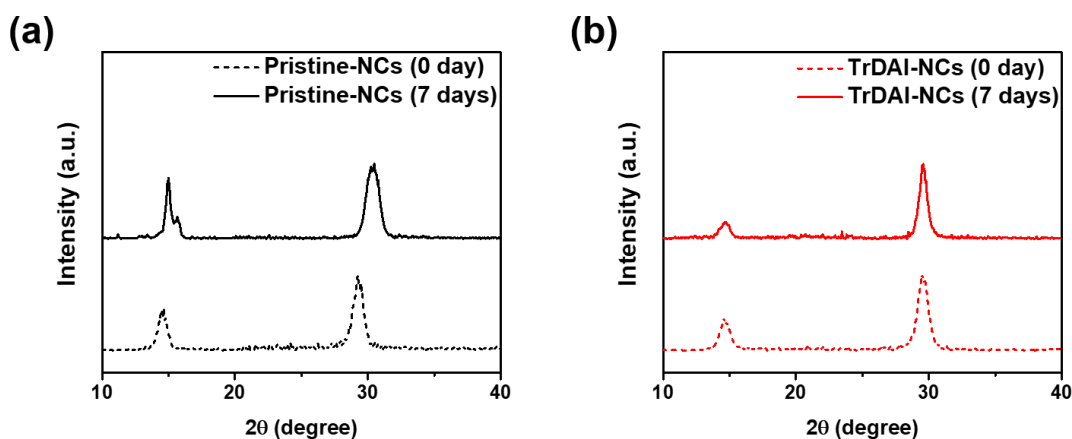 (a)
Pristine-NCs (0 day)
Pristine-NCs (7 days)
Intensity (a.u.)
10
20
30
40
2θ (degree)
(b)
TrDAI-NCs (0 day)
TrDAI-NCs (7 days)
Intensity (a.u.)
10
20
30
40
2θ (degree)